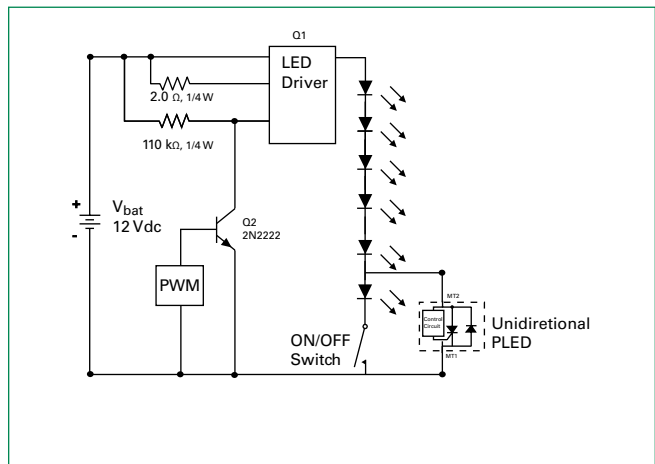 Q1
LED
Driver
2.0 Ω, 1/4 W
110 kΩ, 1/4 W
+
Vbat
12 Vdc
-
Q2
2N2222
PWM
ON/OFF
Switch
MT2
Control
Circuit
MT1
Unidiretional
PLED